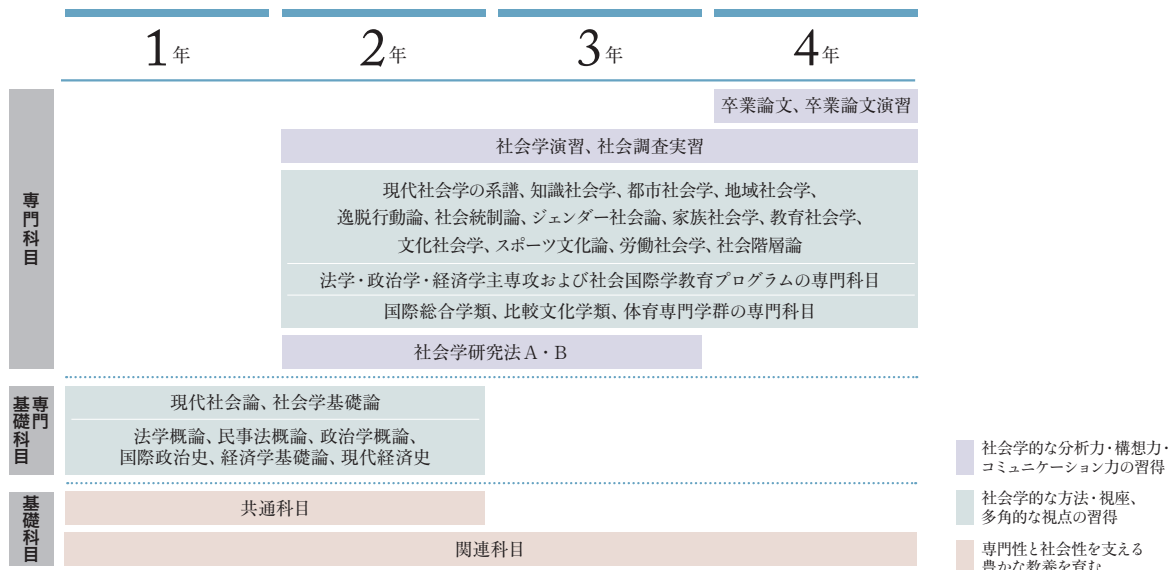 1年
2年
3年
4年
専門科目
卒業論文、卒業論文演習
社会学演習、社会調査実習
現代社会学の系譜、知識社会学、都市社会学、地域社会学、
逸脱行動論、社会統制論、ジェンダー社会論、家族社会学、教育社会学、
文化社会学、スポーツ文化論、労働社会学、社会階層論
法学・政治学・経済学主専攻および社会国際学教育プログラムの専門科目
国際総合学類、比較文化学類、体育専門学群の専門科目
社会学研究法A・B
専門
基礎科目
現代社会論、社会学基礎論
法学概論、民事法概論、政治学概論、
国際政治史、経済学基礎論、現代経済史
基礎科目
共通科目
関連科目
社会学的な分析力・構想力・
コミュニケーション力の習得
社会学的な方法・視座、
多角的な視点の習得
専門性と社会性を支える
豊かな教養を育む